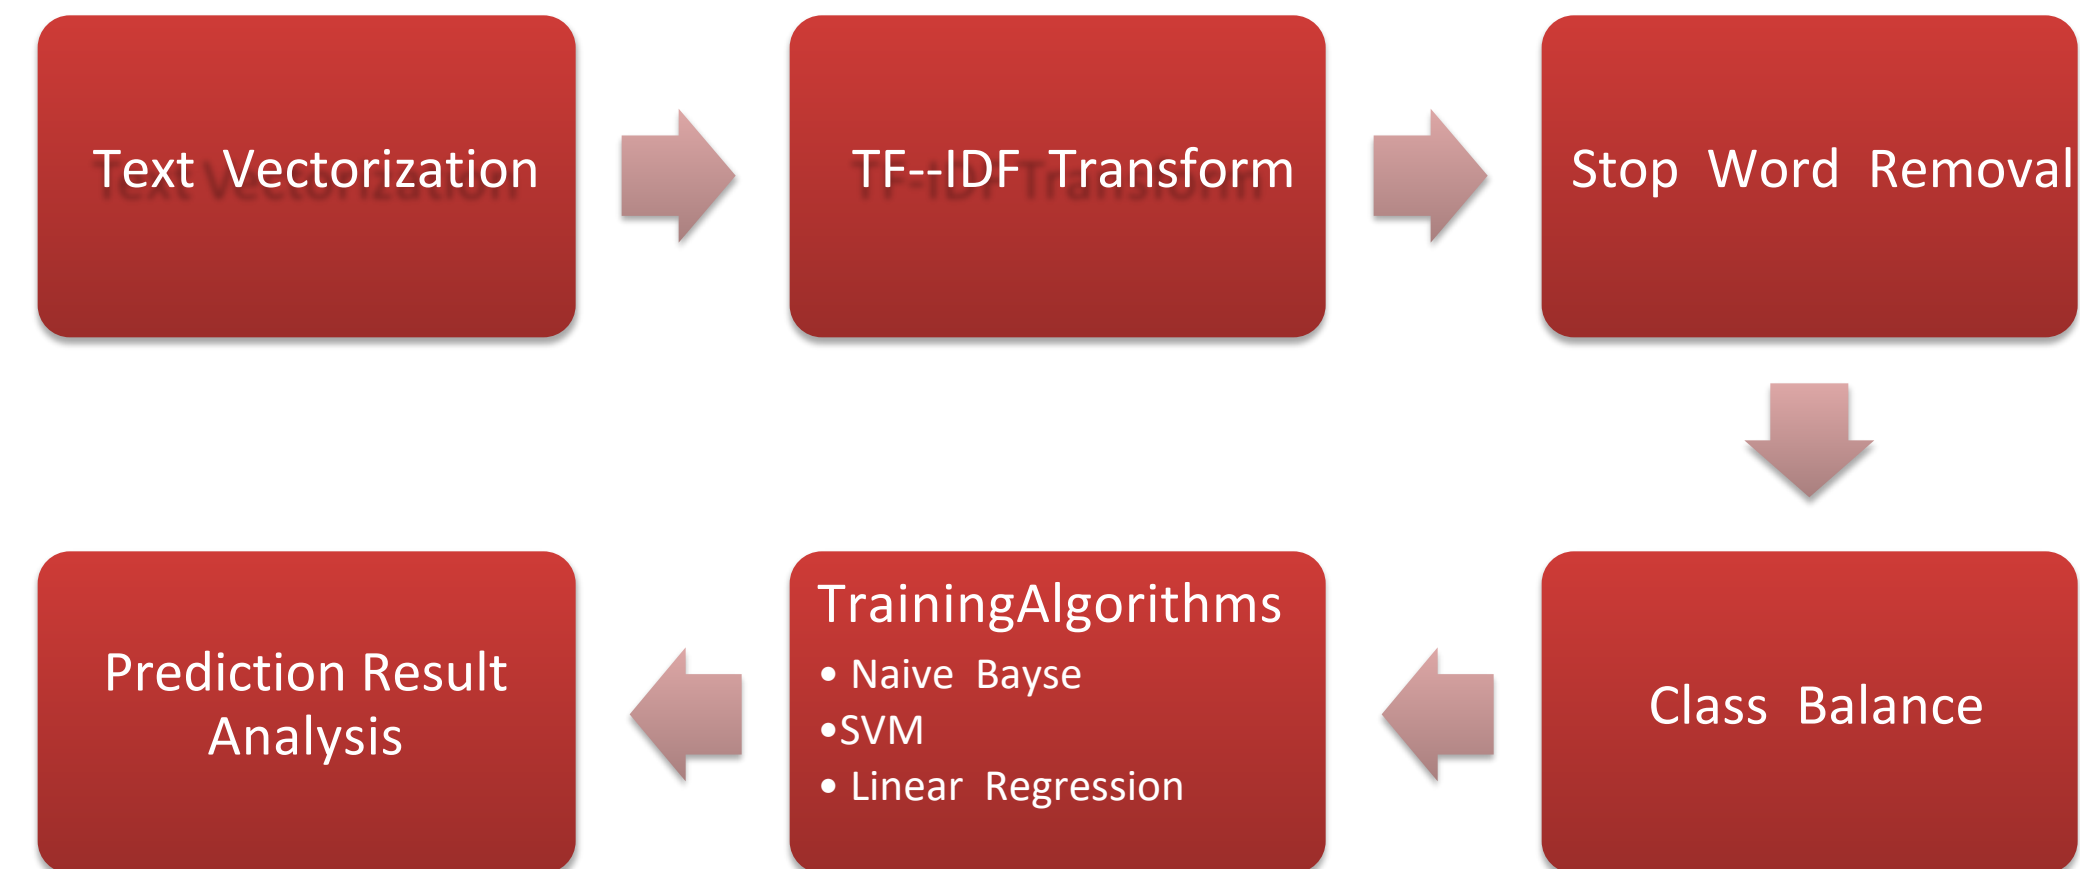 Text Vectorization
TF--IDF Transform
Stop Word Removal
Class Balance
TrainingAlgorithms
• Naive Bayse
•SVM
• Linear Regression
Prediction Result
Analysis